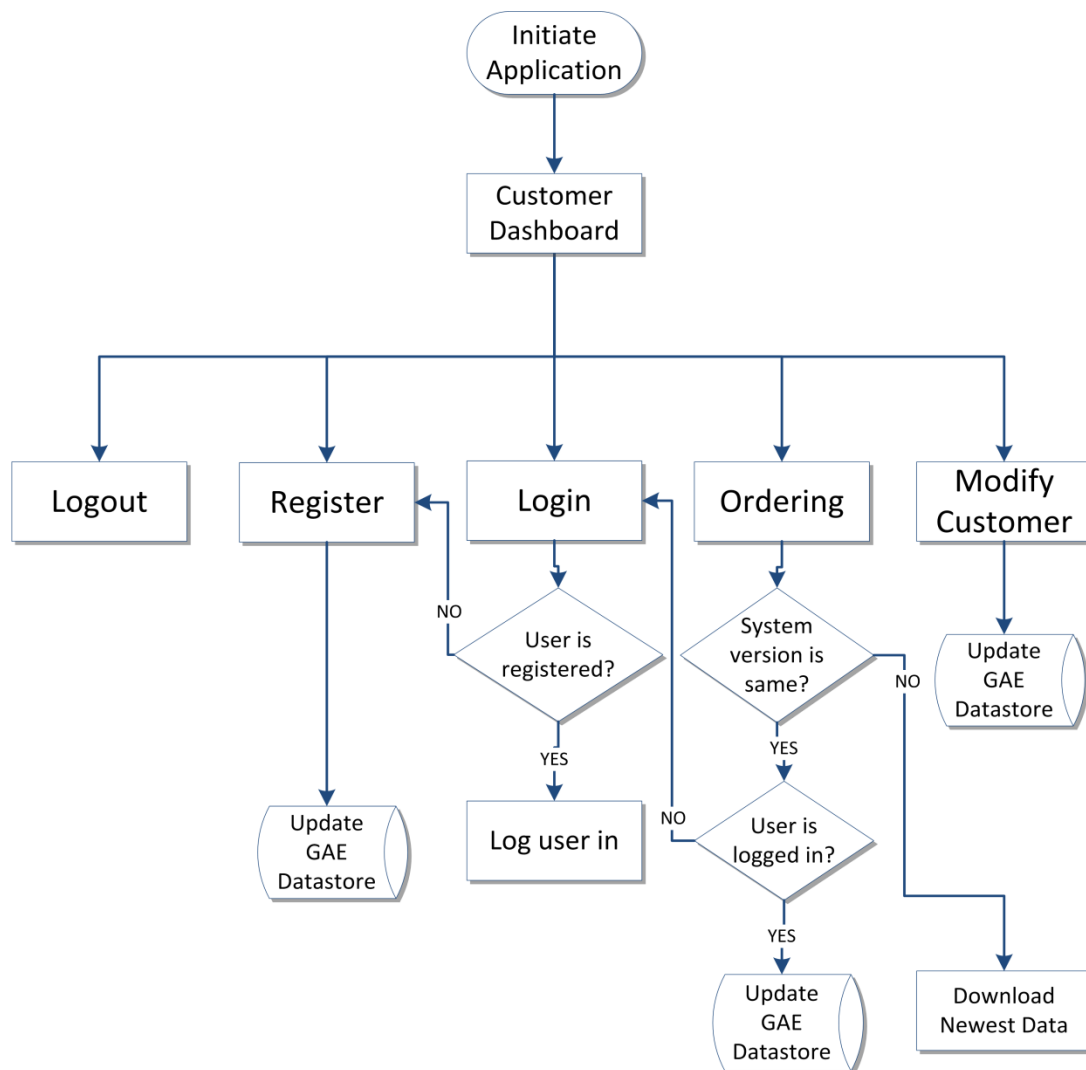 Initiate
Application
Customer
Dashboard
Logout
Register
Login
Ordering
Modify
Customer
NO
User is
registered?
System
version is
same?
NO
Update
GAE
Datastore
YES
YES
Update
GAE
Datastore
Log user in
NO
User is
logged in?
YES
Update
GAE
Datastore
Download
Newest Data